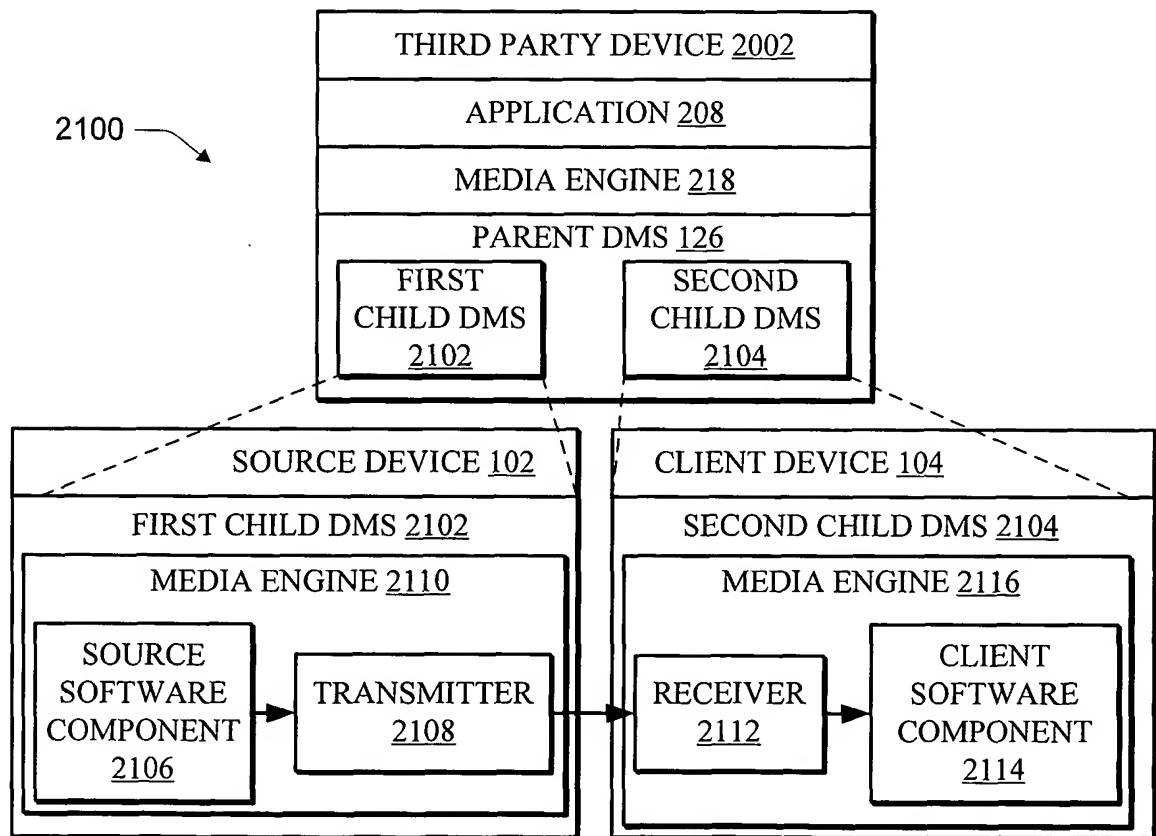 THIRD PARTY DEVICE 2002
APPLICATION 208
2100
MEDIA ENGINE 218
PARENT DMS 126
FIRST
CHILD DMS
2102
SECOND
CHILD DMS
2104
SOURCE DEVICE 102
FIRST CHILD DMS 2102
MEDIA ENGINE 2110
SOURCE
SOFTWARE
COMPONENT
2106
TRANSMITTER
2108
CLIENT DEVICE 104
SECOND CHILD DMS 2104
MEDIA ENGINE 2116
RECEIVER
2112
CLIENT
SOFTWARE
COMPONENT
2114